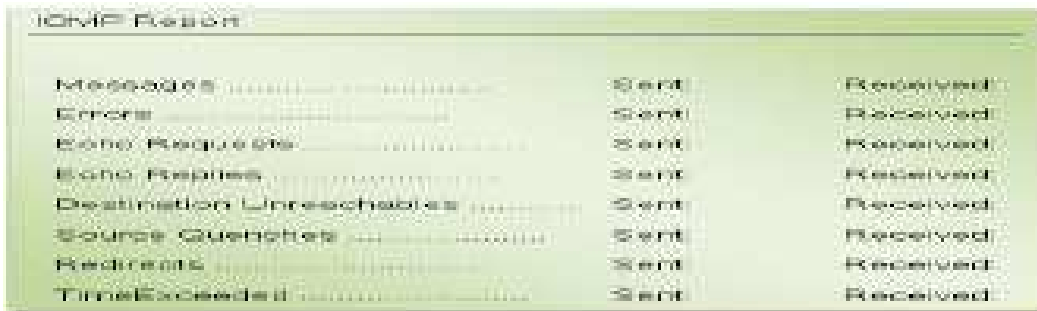 ICMP Report
Messages .......................... Sent: Received:
Errors .......................... Sent: Received:
Echo Requests .......................... Sent: Received:
Echo Replies .......................... Sent: Received:
Destination Unreachables ............ Sent: Received:
Source Quenches .................... Sent: Received:
Redirects .......................... Sent: Received:
TimeExceeded ........................ Sent: Received: